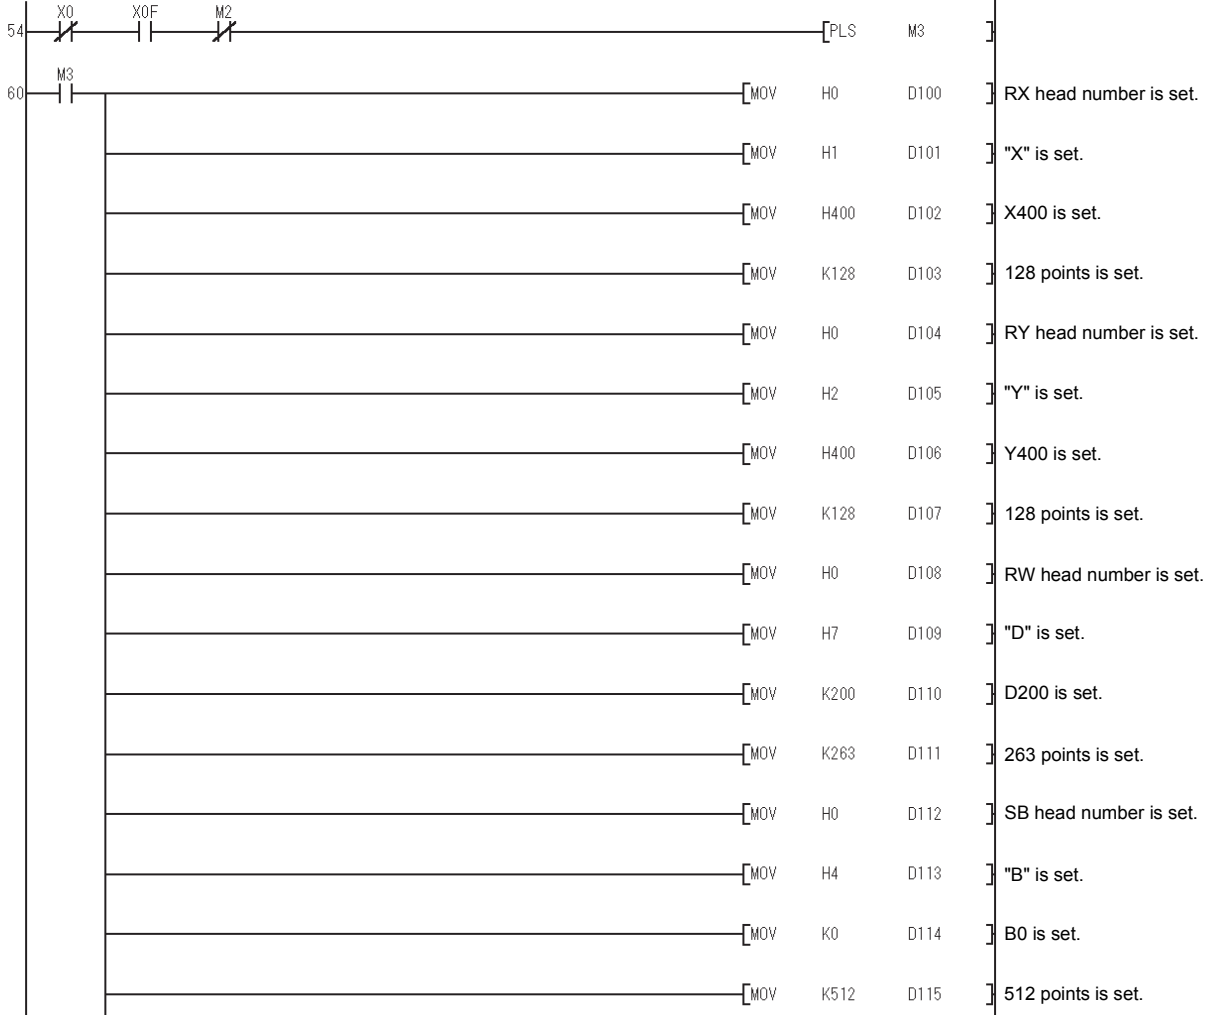 X0 X0F M2
54 PLS M3
M3
60 MOV H0 D100 RX head number is set.
MOV H1 D101 "X" is set.
MOV H400 D102 X400 is set.
MOV K128 D103 128 points is set.
MOV H0 D104 RY head number is set.
MOV H2 D105 "Y" is set.
MOV H400 D106 Y400 is set.
MOV K128 D107 128 points is set.
MOV H0 D108 RW head number is set.
MOV H7 D109 "D" is set.
MOV K200 D110 D200 is set.
MOV K263 D111 263 points is set.
MOV H0 D112 SB head number is set.
MOV H4 D113 "B" is set.
MOV K0 D114 B0 is set.
MOV K512 D115 512 points is set.